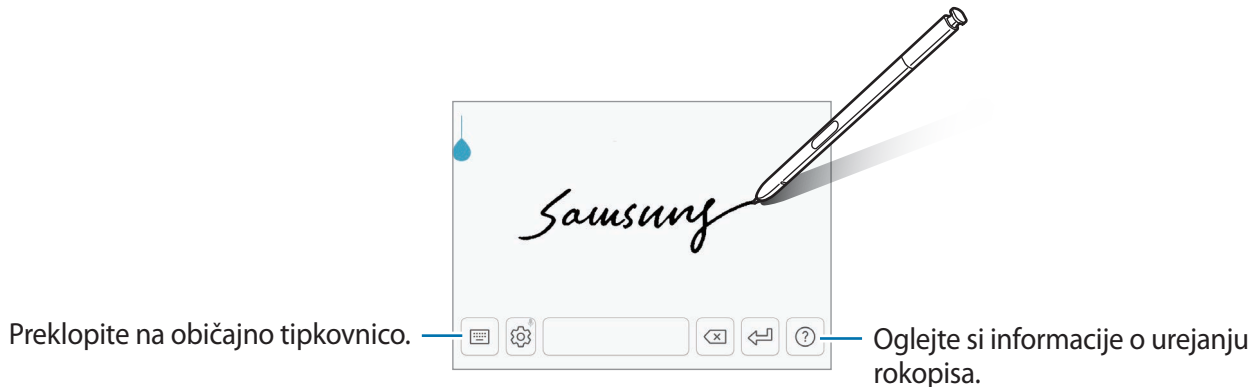 Samsung
Preklopite na običajno tipkovnico.
Oglejte si informacije o urejanju
rokopisa.